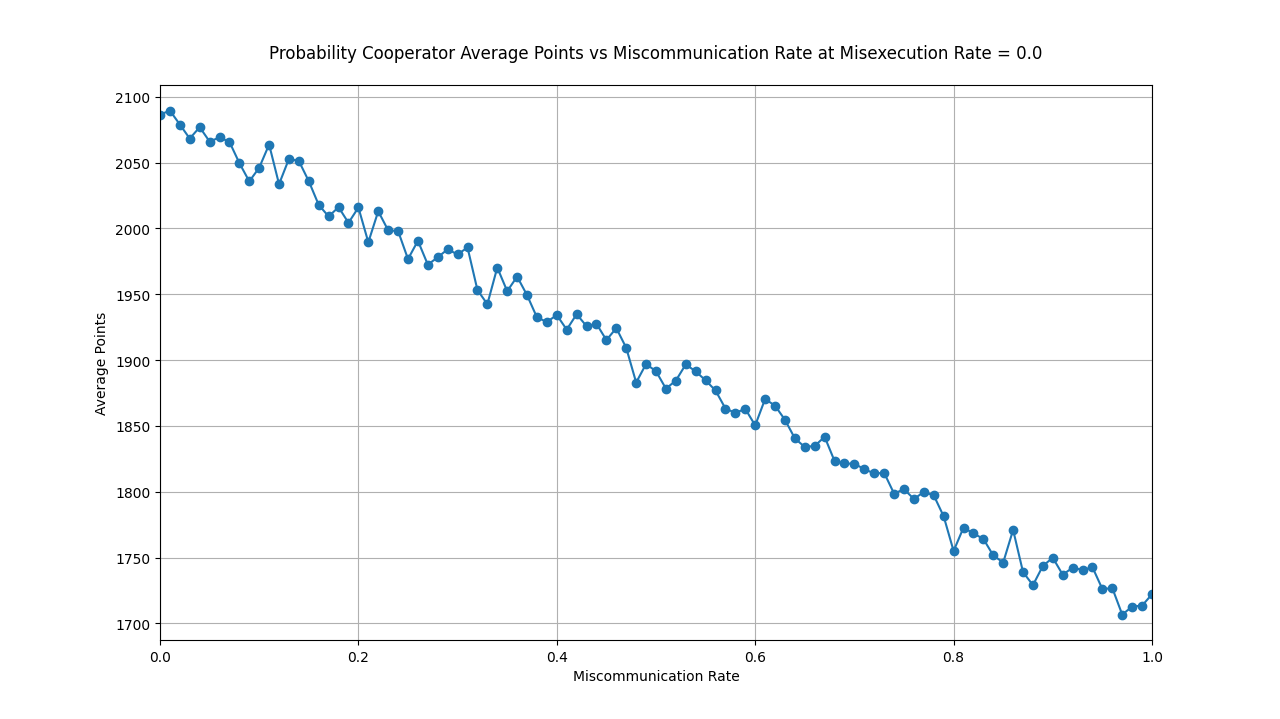 Probability Cooperator Average Points vs Miscommunication Rate at Misexecution Rate = 0.0
2100
2050
2000
1950
1900
1850
1800
1750
1700
Average Points
0.0 0.2 0.4 0.6 0.8 1.0
Miscommunication Rate